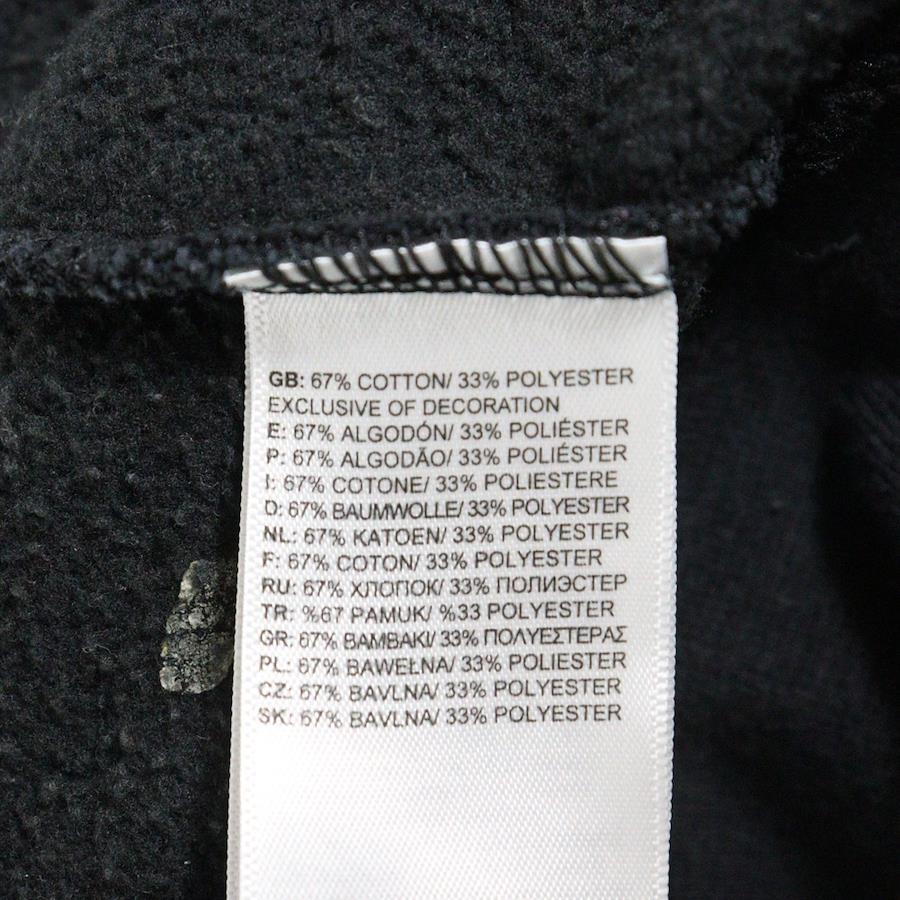 GB: 67% COTTON/ 33% POLYESTER
EXCLUSIVE OF DECORATION
E: 67% ALGODÓN/ 33% POLIÉSTER
P: 67% ALGODÃO/ 33% POLIÉSTER
I: 67% COTONE/ 33% POLIESTERE
D: 67% BAUMWOLLE/ 33% POLYESTER
NL: 67% KATOEN/ 33% POLYESTER
F: 67% COTON/ 33% POLYESTER
RU: 67% ХЛОПОК/ 33% ПОЛИЭСТЕР
TR: %67 PAMUK/ %33 POLYESTER
GR: 67% ΒΑΜΒΑΚΙ/ 33% ΠΟΛΥΕΣΤΕΡΑΣ
PL: 67% BAWEŁNA/ 33% POLIESTER
CZ: 67% BAVLNA/ 33% POLYESTER
SK: 67% BAVLNA/ 33% POLYESTER